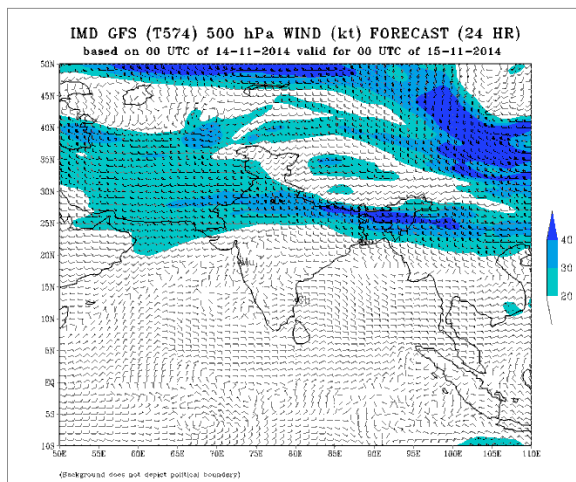 IMD GFS (T574) 500 hPa WIND (kt) FORECAST (24 HR)
based on 00 UTC of 14-11-2014 valid for 00 UTC of 15-11-2014
50N
45N
40N
35N
30N
25N
20N
15N
10N
5N
EQ
5S
10S
50E 55E 60E 65E 70E 75E 80E 85E 90E 95E 100E 105E 110E
40
30
20
(Background does not depict political boundary)